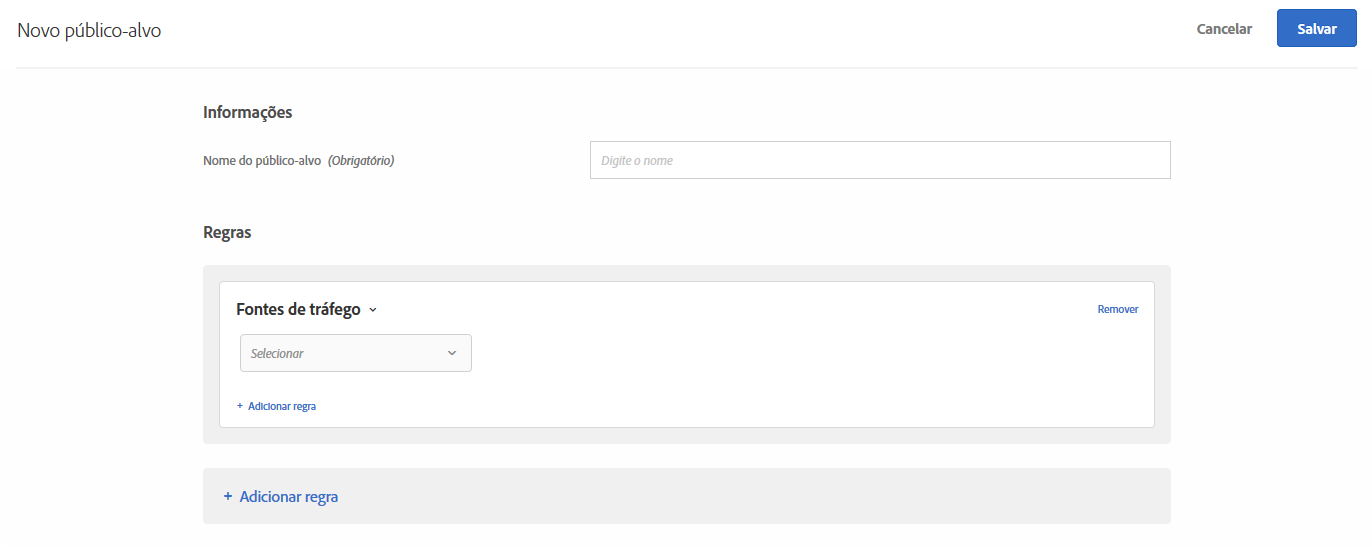 Novo público-alvo
Cancelar
Salvar
Informações
Nome do público-alvo (Obrigatório)
Digite o nome
Regras
Fontes de tráfego
Remover
Selecionar
+ Adicionar regra
+ Adicionar regra